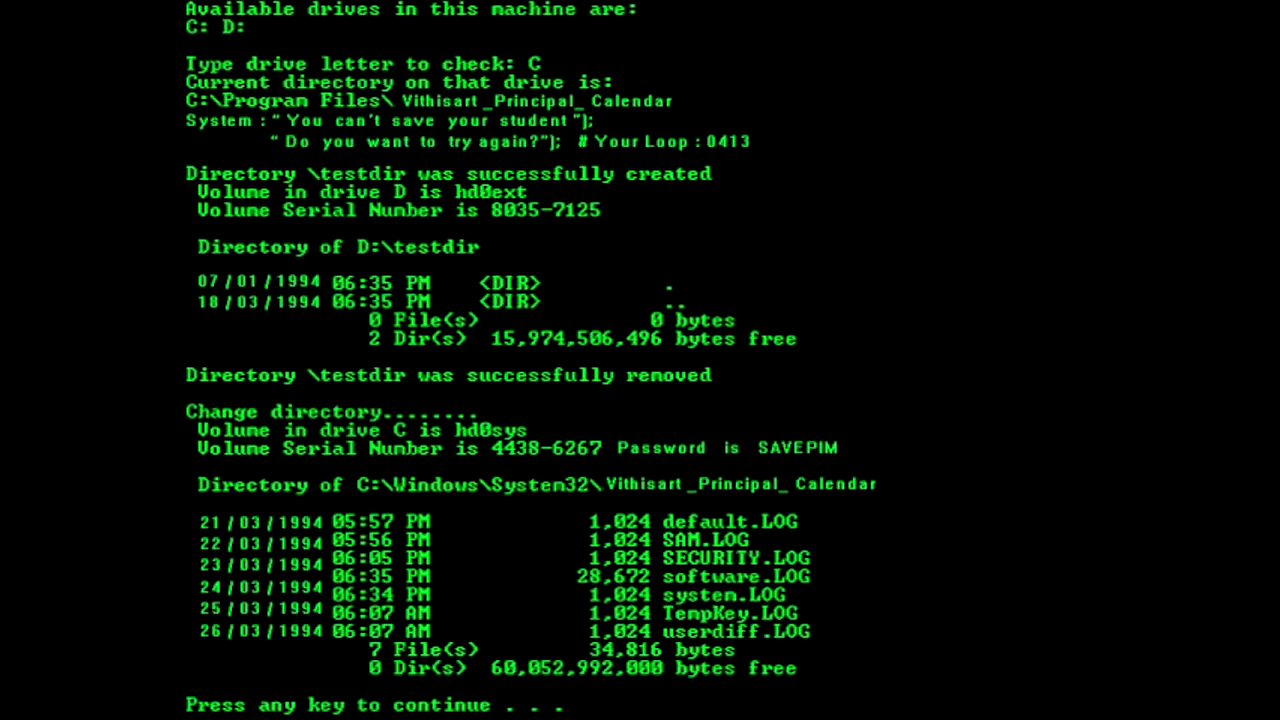 Available drives in this machine are:
C: D:
Type drive letter to check: C
Current directory on that drive is:
C:\Program Files\ Vithisart _Principal_ Calendar
System : " You can't save your student ");
" Do you want to try again?"); # Your Loop : 0413
Directory \testdir was successfully created
Volume in drive D is hd0ext
Volume Serial Number is 8035-7125
Directory of D:\testdir
07/01/1994 06:35 PM <DIR> .
18/03/1994 06:35 PM <DIR> ..
0 File(s) 0 bytes
2 Dir(s) 15,974,506,496 bytes free
Directory \testdir was successfully removed
Change directory........
Volume in drive C is hd0sys
Volume Serial Number is 4438-6267 Password is SAVEPIM
Directory of C:\Windows\System32\ Vithisart _Principal_ Calendar
21/03/1994 05:57 PM 1,024 default.LOG
22/03/1994 05:56 PM 1,024 SAM.LOG
23/03/1994 06:05 PM 1,024 SECURITY.LOG
24/03/1994 06:35 PM 28,672 software.LOG
25/03/1994 06:34 PM 1,024 system.LOG
26/03/1994 06:07 AM 1,024 TempKey.LOG
06:07 AM 1,024 userdiff.LOG
7 File(s) 34,816 bytes
0 Dir(s) 60,052,992,000 bytes free
Press any key to continue . . .